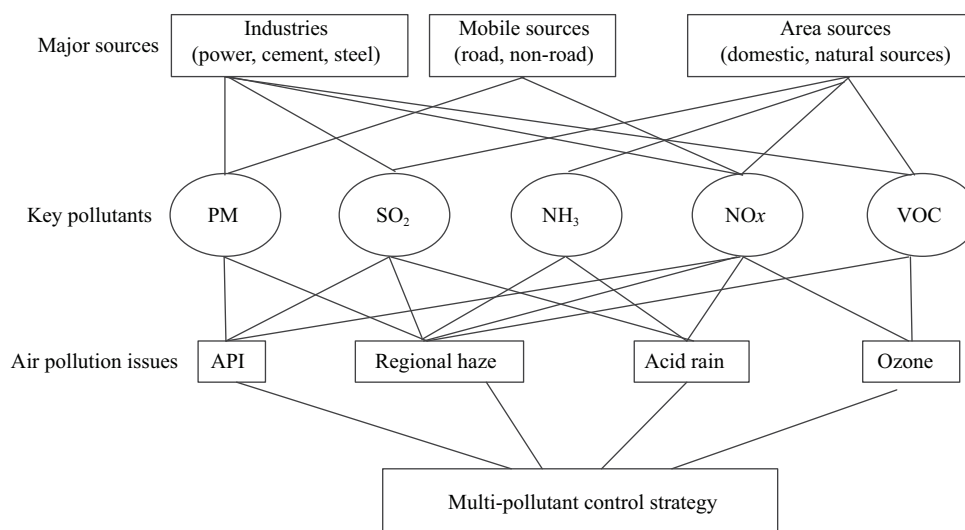 Major sources
Industries
(power, cement, steel)
Mobile sources
(road, non-road)
Area sources
(domestic, natural sources)
Key pollutants
PM
SO₂
NH₃
NOx
VOC
Air pollution issues
API
Regional haze
Acid rain
Ozone
Multi-pollutant control strategy